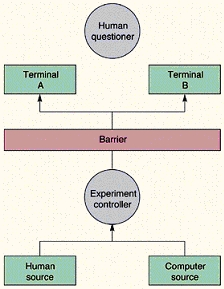 Human
questioner
Terminal
A
Terminal
B
Barrier
Experiment
controller
Human
source
Computer
source